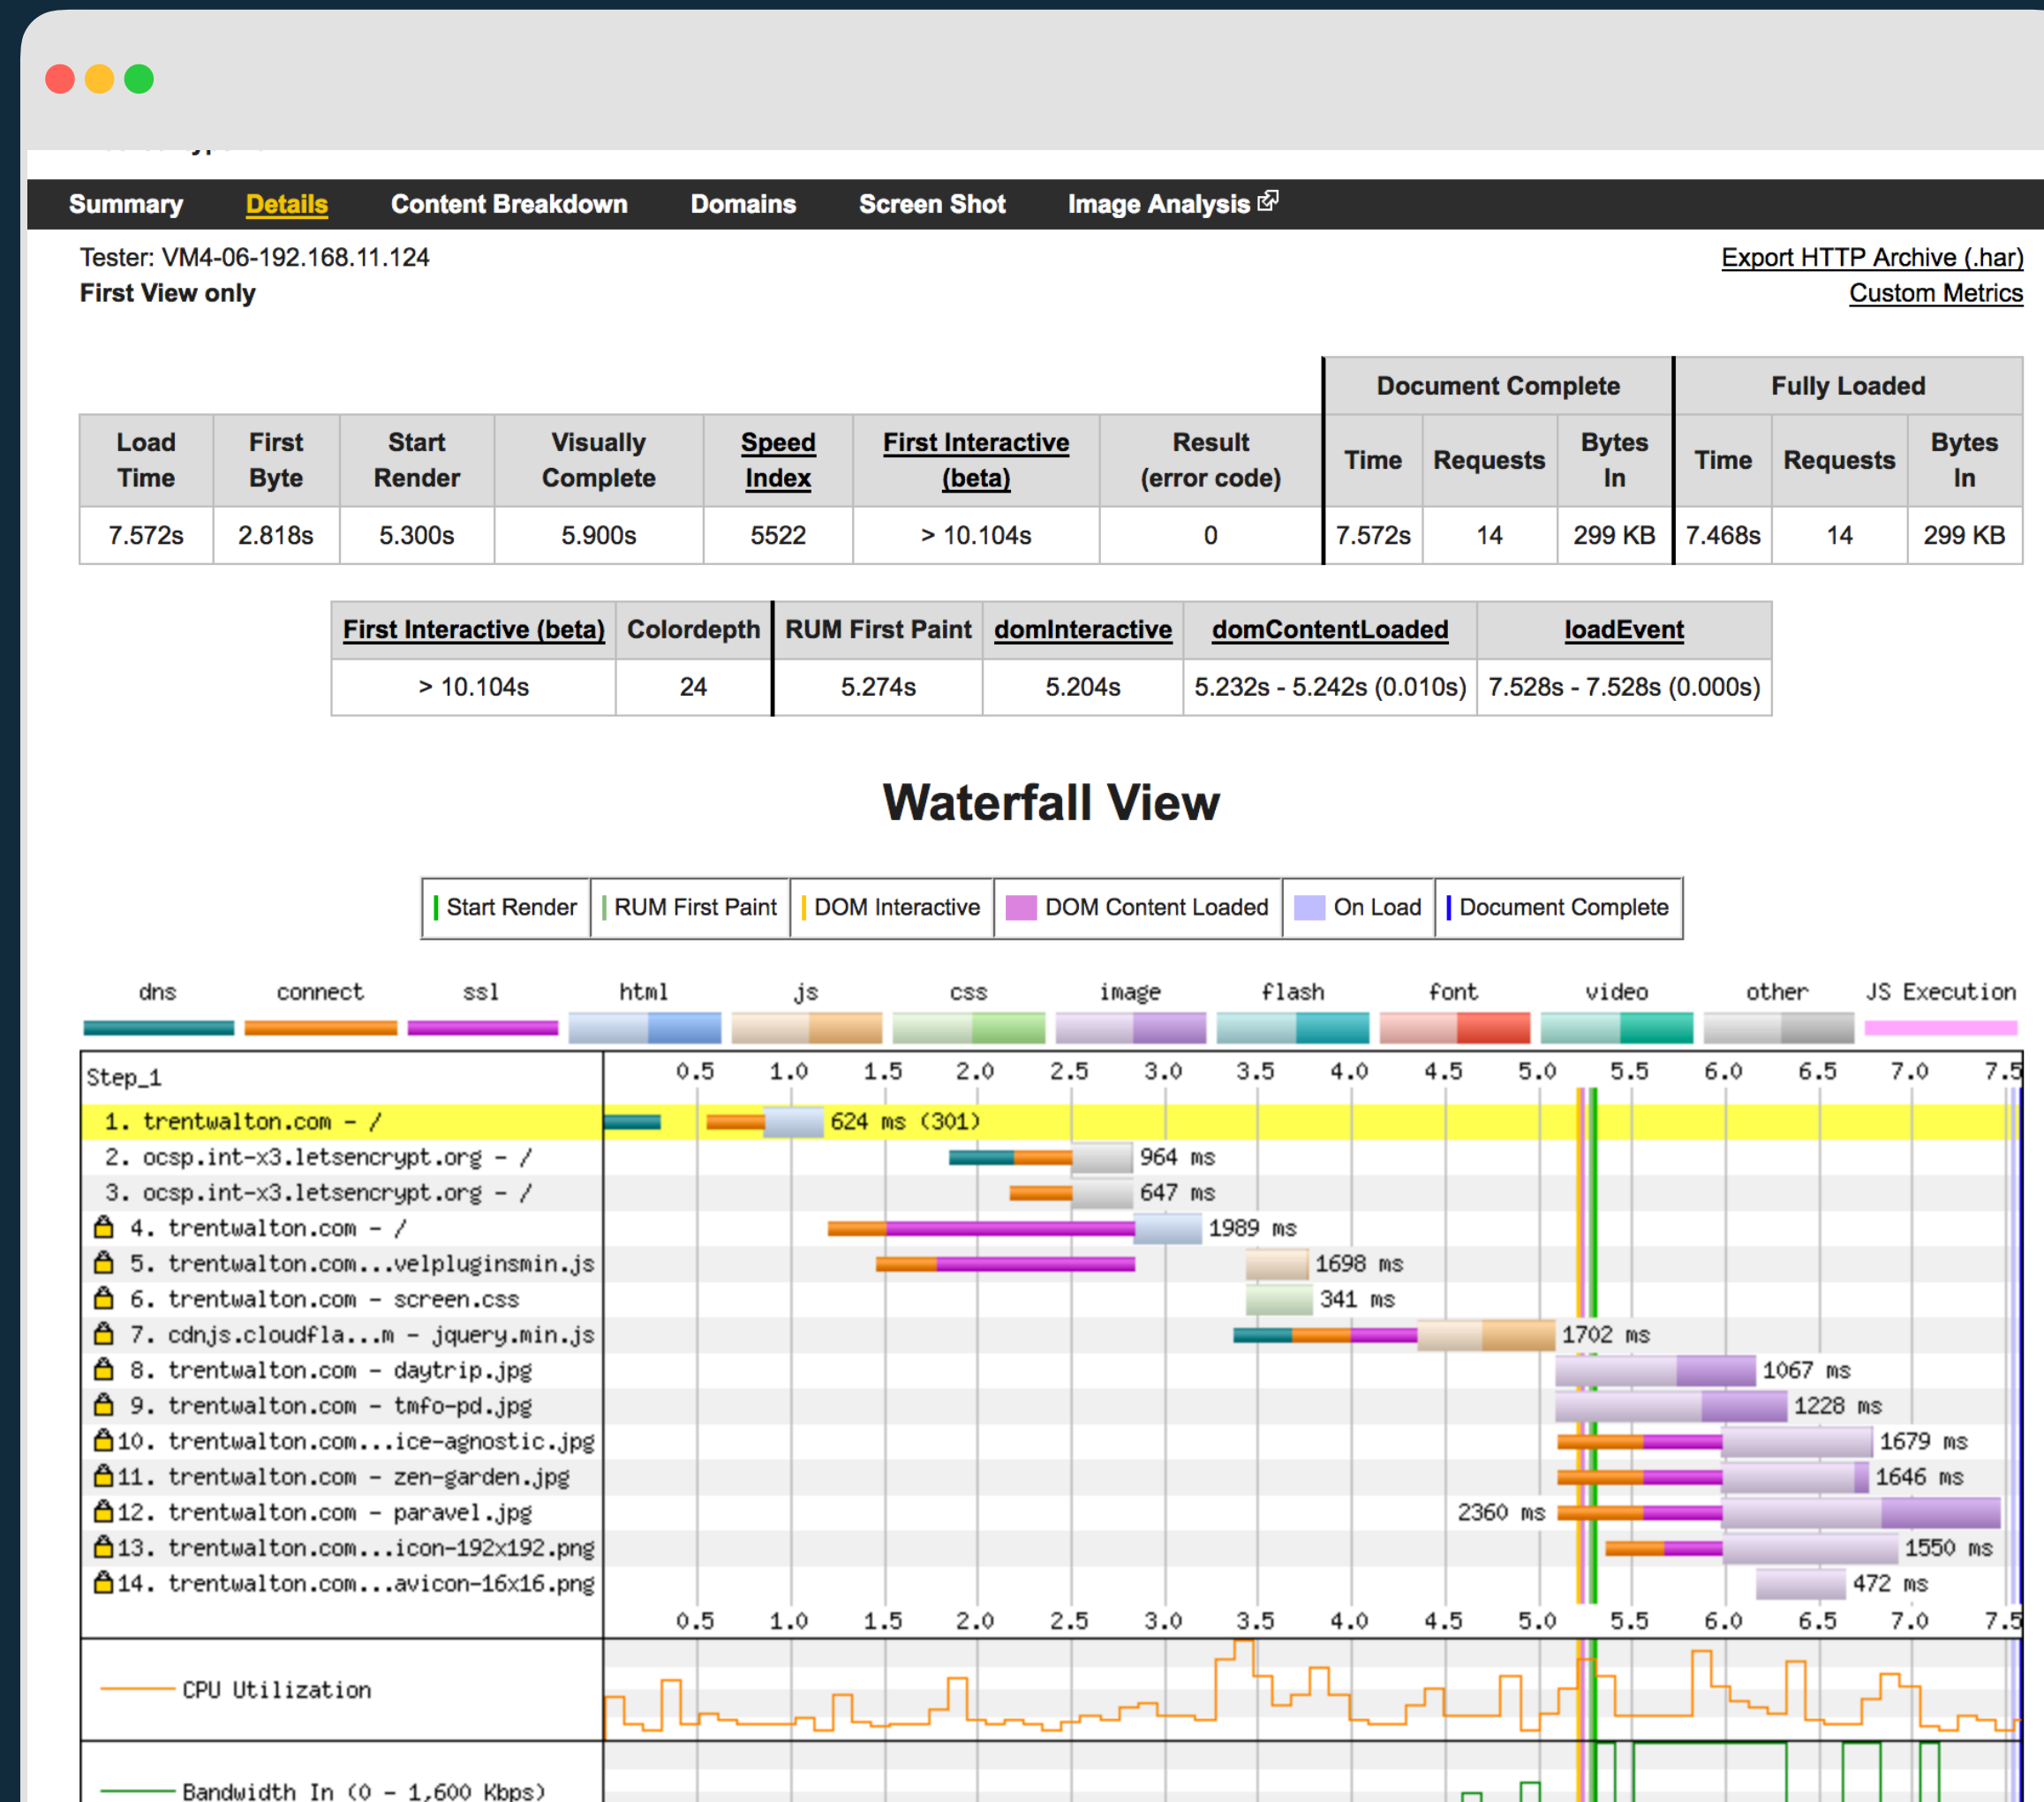 Summary Details Content Breakdown Domains Screen Shot Image Analysis
Tester: VM4-06-192.168.11.124
First View only
Export HTTP Archive (.har)
Custom Metrics
Document Complete Fully Loaded
Load Time First Byte Start Render Visually Complete Speed Index First Interactive (beta) Result (error code) Time Requests Bytes In Time Requests Bytes In
7.572s 2.818s 5.300s 5.900s 5522 > 10.104s 0 7.572s 14 299 KB 7.468s 14 299 KB
First Interactive (beta) Colordepth RUM First Paint domInteractive domContentLoaded loadEvent
> 10.104s 24 5.274s 5.204s 5.232s - 5.242s (0.010s) 7.528s - 7.528s (0.000s)
Waterfall View
Start Render RUM First Paint DOM Interactive DOM Content Loaded On Load Document Complete
dns connect ssl html js css image flash font video other JS Execution
Step_1 0.5 1.0 1.5 2.0 2.5 3.0 3.5 4.0 4.5 5.0 5.5 6.0 6.5 7.0 7.5
1. trentwalton.com - / 624 ms (301)
2. ocsp.int-x3.letsencrypt.org - / 964 ms
3. ocsp.int-x3.letsencrypt.org - / 647 ms
4. trentwalton.com - / 1989 ms
5. trentwalton.com...velpluginsmin.js 1698 ms
6. trentwalton.com - screen.css 341 ms
7. cdnjs.cloudfla...m - jquery.min.js 1702 ms
8. trentwalton.com - daytrip.jpg 1067 ms
9. trentwalton.com - tmfo-pd.jpg 1228 ms
10. trentwalton.com...ice-agnostic.jpg 1679 ms
11. trentwalton.com - zen-garden.jpg 1646 ms
12. trentwalton.com - paravel.jpg 2360 ms
13. trentwalton.com...icon-192x192.png 1550 ms
14. trentwalton.com...avicon-16x16.png 472 ms
0.5 1.0 1.5 2.0 2.5 3.0 3.5 4.0 4.5 5.0 5.5 6.0 6.5 7.0 7.5
CPU Utilization
Bandwidth In (0 - 1,600 Kbps)